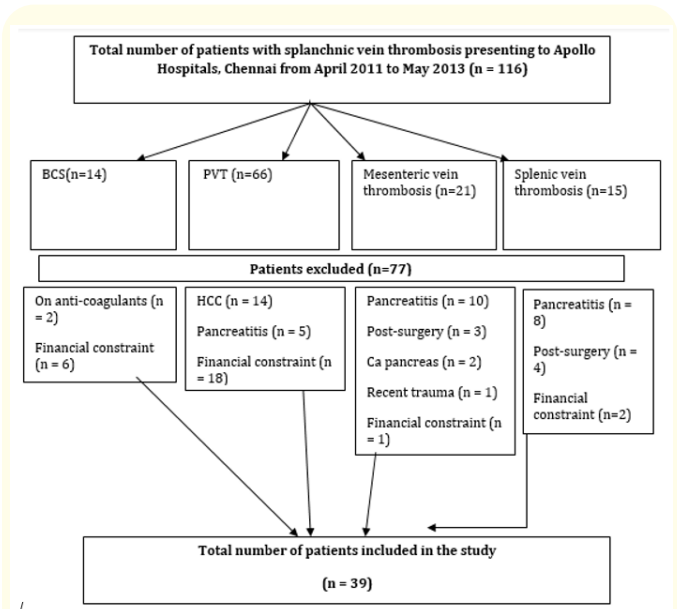 Total number of patients with splanchnic vein thrombosis presenting to Apollo
Hospitals, Chennai from April 2011 to May 2013 (n = 116)
BCS(n=14)
PVT (n=66)
Mesenteric vein
thrombosis (n=21)
Splenic vein
thrombosis (n=15)
Patients excluded (n=77)
On anti-coagulants (n
= 2)
Financial constraint
(n = 6)
HCC (n = 14)
Pancreatitis (n = 5)
Financial constraint (n
= 18)
Pancreatitis (n = 10)
Post-surgery (n = 3)
Ca pancreas (n = 2)
Recent trauma (n = 1)
Financial constraint (n
= 1)
Pancreatitis (n =
8)
Post-surgery (n =
4)
Financial
constraint (n=2)
Total number of patients included in the study
(n = 39)